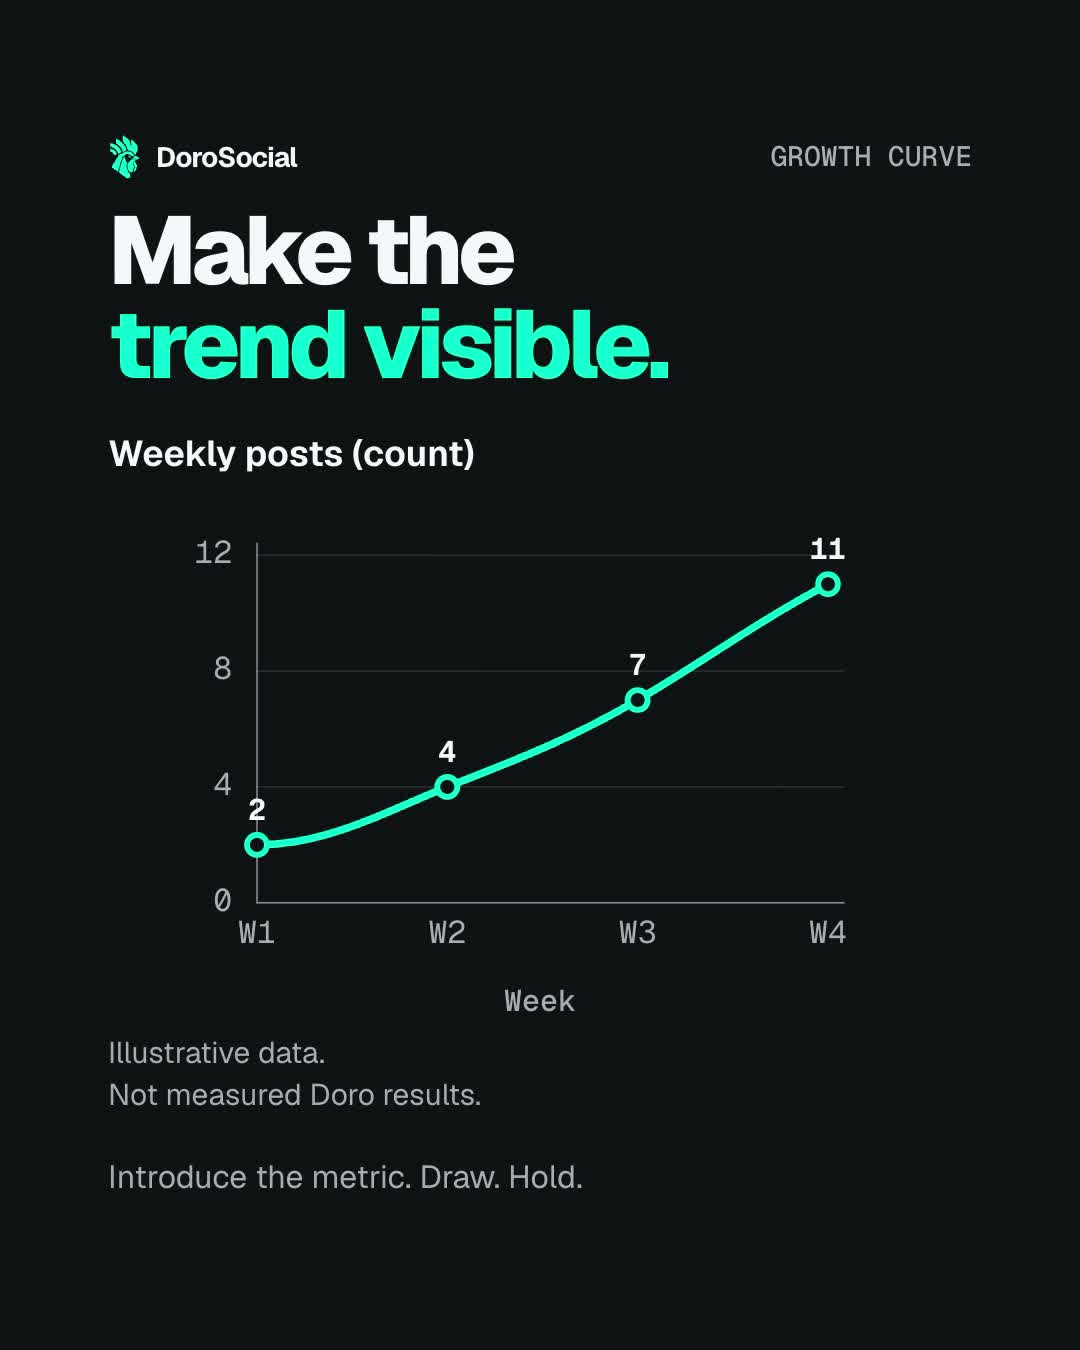 DoroSocial
GROWTH CURVE
Make the
trend visible.
Weekly posts (count)
12
11
8
7
4
4
2
0
W1 W2 W3 W4
Week
Illustrative data.
Not measured Doro results.
Introduce the metric. Draw. Hold.